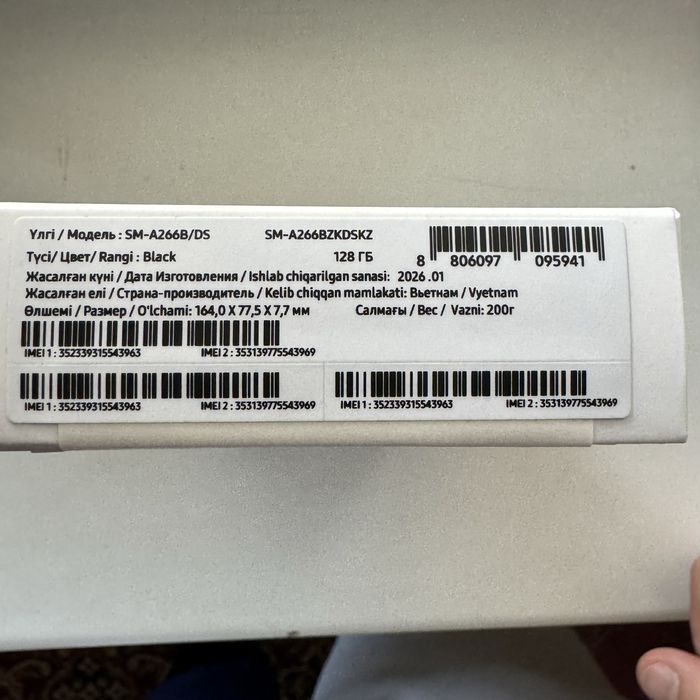 Үлгі / Модель : SM-A266B/DS SM-A266BZKDSKZ
Түсі/ Цвет/ Rangi : Black 128 ГБ
8 806097 095941
Жасалған күні / Дата Изготовления / Ishlab chiqarilgan sanasi: 2026 .01
Жасалған елі / Страна-производитель / Kelib chiqqan mamlakati: Вьетнам / Vyetnam
Өлшемі / Размер / O'lchami: 164,0 X 77,5 X 7,7 мм Салмағы / Вес / Vazni: 200г
IMEI 1 : 352339315543963 IMEI 2 : 353139775543969
IMEI 1 : 352339315543963 IMEI 2 : 353139775543969
IMEI 1 : 352339315543963 IMEI 2 : 353139775543969